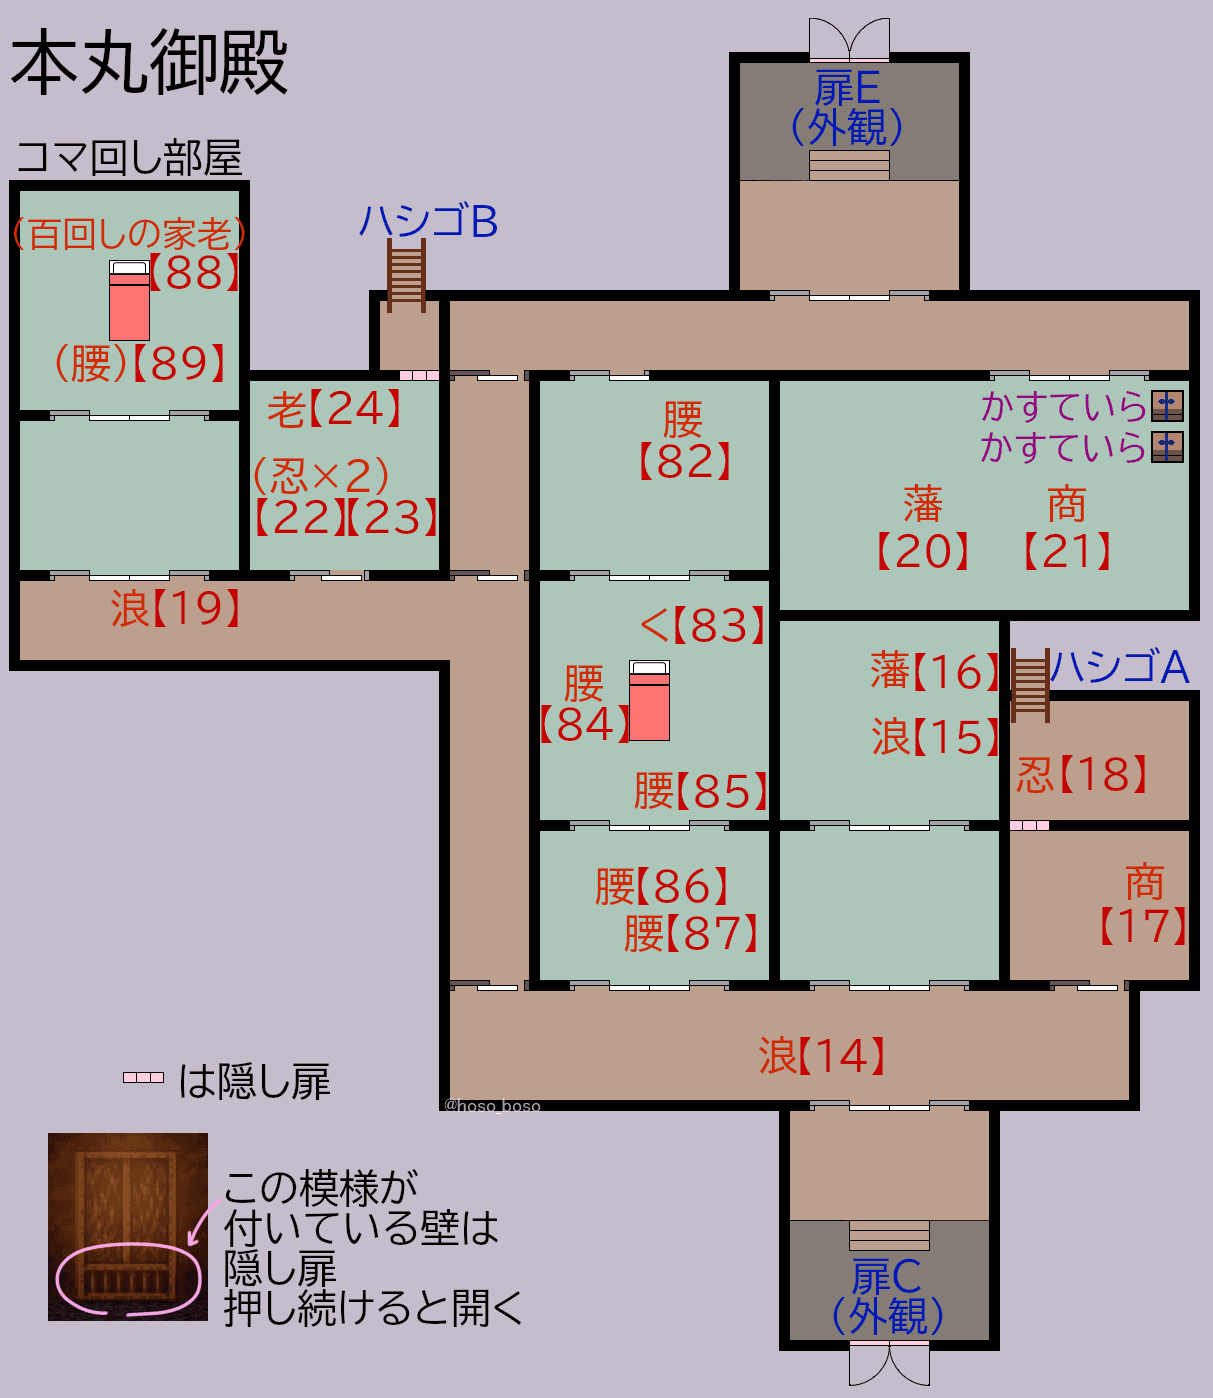 本丸御殿
扉E
(外観)
コマ回し部屋
ハシゴB
(百回しの家老)
【88】
(腰)【89】
老【24】
(忍×2)
【22】【23】
腰
【82】
かすていら
かすていら
藩
【20】
商
【21】
浪【19】
く【83】
腰
【84】
腰【85】
藩【16】
浪【15】
ハシゴA
忍【18】
腰【86】
腰【87】
商
【17】
浪【14】
は隠し扉
@hoso_boso
この模様が
付いている壁は
隠し扉
押し続けると開く
扉C
(外観)